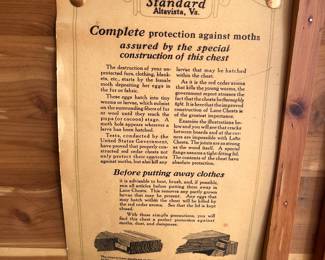 Standard
Altavista, Va.
Complete protection against moths
assured by the special
construction of this chest
The destruction of your un-
protected furs, clothing, blank-
ets, etc., starts by the female
moth depositing her eggs in
the fur or fabric.
These eggs hatch into tiny
worms or larvae, which subsist
on the albuminous fibers of fur
or wool until they reach the
pupa (or cocoon) stage. A
moth hole appears wherever a
larva has been hatched.
Tests, conducted by the
United States Government,
have proved that properly con-
structed red cedar chests not
only protect their contents
against moths, but also kill any
larvae that may be hatched
within the chest.
As it is the red cedar aroma
that kills the young worms, the
government report stresses the
fact that the chests be thoroughly
tight. It is here that the improved
construction of Lane Chests is
of the greatest importance.
Examine the illustrations be-
low and you will see that cracks
between boards and at the cor-
ners are impossible with
Chests. The joints are as strong
as the wood itself. A special
flange assures a tight-fitting lid.
The contents of the chest have
absolute protection.
Before putting away clothes
it is advisable to beat, brush, and, if possible,
sun all articles before putting them away in
Lane Chests. This removes any partly grown
larvae that may be present. Any eggs that
may hatch within the chest will be killed by
the red cedar aroma. See that the lid is kept
closed.
With these simple precautions, you will
find this chest a perfect protection against
moths, dust, and dampness.